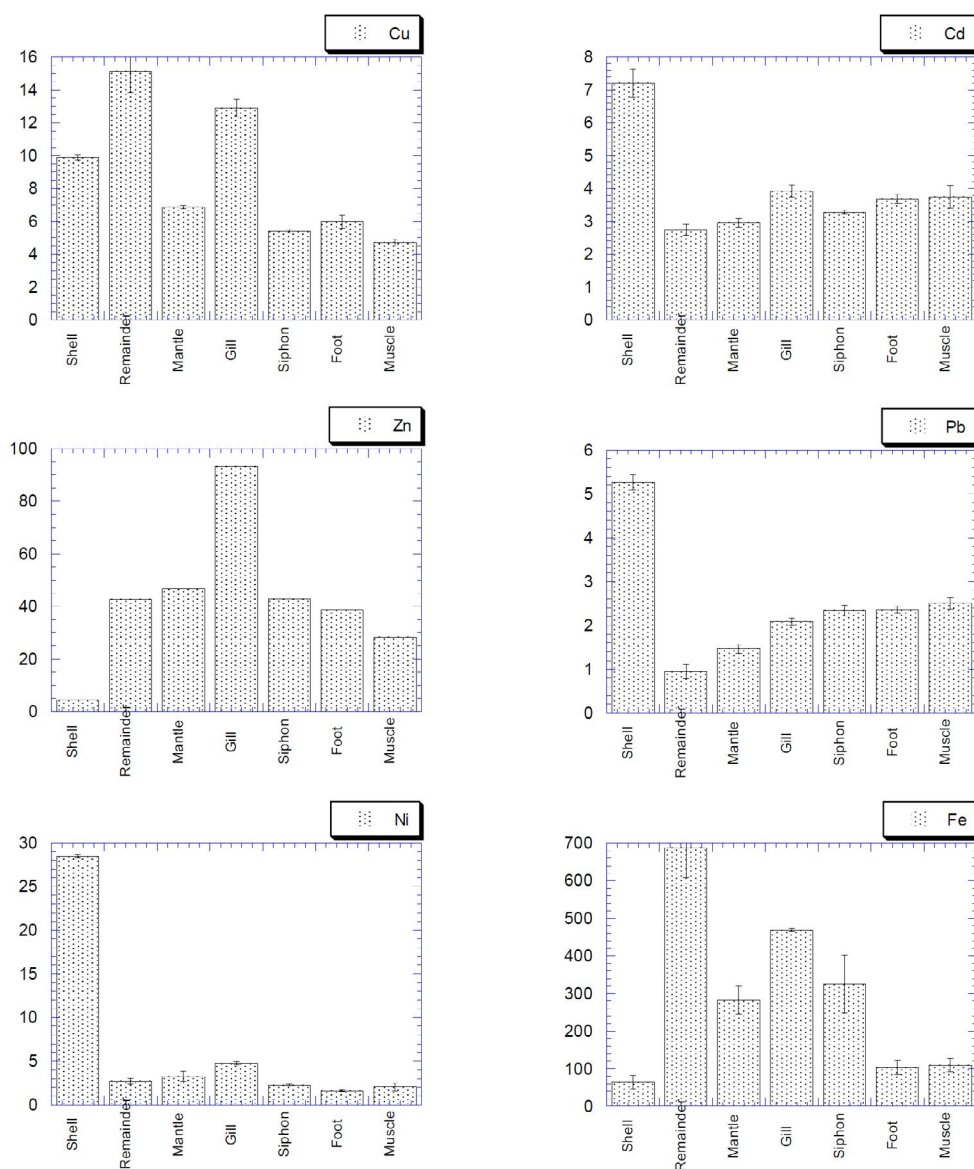 Cu
16
14
12
10
8
6
4
2
0
Shell
Remainder
Mantle
Gill
Siphon
Foot
Muscle
Cd
8
7
6
5
4
3
2
1
0
Shell
Remainder
Mantle
Gill
Siphon
Foot
Muscle
Zn
100
80
60
40
20
0
Shell
Remainder
Mantle
Gill
Siphon
Foot
Muscle
Pb
6
5
4
3
2
1
0
Shell
Remainder
Mantle
Gill
Siphon
Foot
Muscle
Ni
30
25
20
15
10
5
0
Shell
Remainder
Mantle
Gill
Siphon
Foot
Muscle
Fe
700
600
500
400
300
200
100
0
Shell
Remainder
Mantle
Gill
Siphon
Foot
Muscle